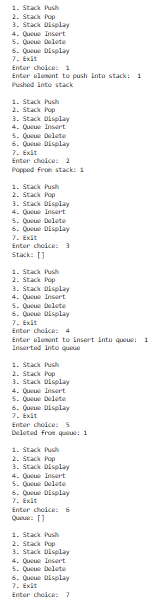 1. Stack Push
2. Stack Pop
3. Stack Display
4. Queue Insert
5. Queue Delete
6. Queue Display
7. Exit
Enter choice:  1
Enter element to push into stack:  1
Pushed into stack

1. Stack Push
2. Stack Pop
3. Stack Display
4. Queue Insert
5. Queue Delete
6. Queue Display
7. Exit
Enter choice:  2
Popped from stack: 1

1. Stack Push
2. Stack Pop
3. Stack Display
4. Queue Insert
5. Queue Delete
6. Queue Display
7. Exit
Enter choice:  3
Stack: []

1. Stack Push
2. Stack Pop
3. Stack Display
4. Queue Insert
5. Queue Delete
6. Queue Display
7. Exit
Enter choice:  4
Enter element to insert into queue:  1
Inserted into queue

1. Stack Push
2. Stack Pop
3. Stack Display
4. Queue Insert
5. Queue Delete
6. Queue Display
7. Exit
Enter choice:  5
Deleted from queue: 1

1. Stack Push
2. Stack Pop
3. Stack Display
4. Queue Insert
5. Queue Delete
6. Queue Display
7. Exit
Enter choice:  6
Queue: []

1. Stack Push
2. Stack Pop
3. Stack Display
4. Queue Insert
5. Queue Delete
6. Queue Display
7. Exit
Enter choice:  7